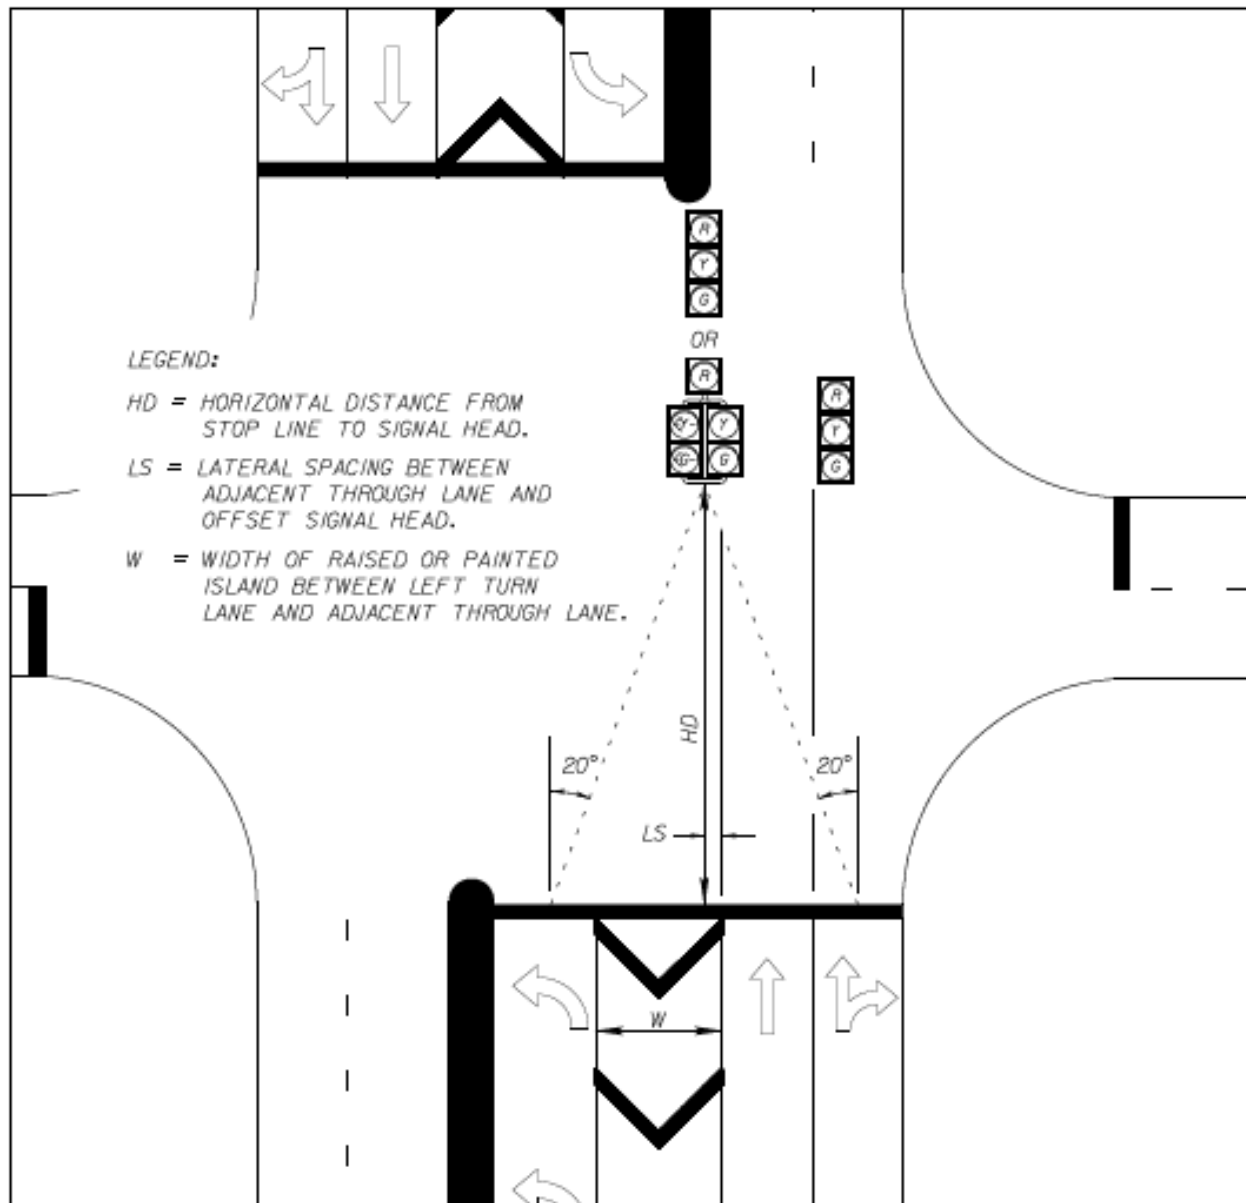 R
Y
G
OR
R
Y Y
G G
R
Y
G
LEGEND:
HD = HORIZONTAL DISTANCE FROM
STOP LINE TO SIGNAL HEAD.
LS = LATERAL SPACING BETWEEN
ADJACENT THROUGH LANE AND
OFFSET SIGNAL HEAD.
W = WIDTH OF RAISED OR PAINTED
ISLAND BETWEEN LEFT TURN
LANE AND ADJACENT THROUGH LANE.
HD
20° 20°
LS
W